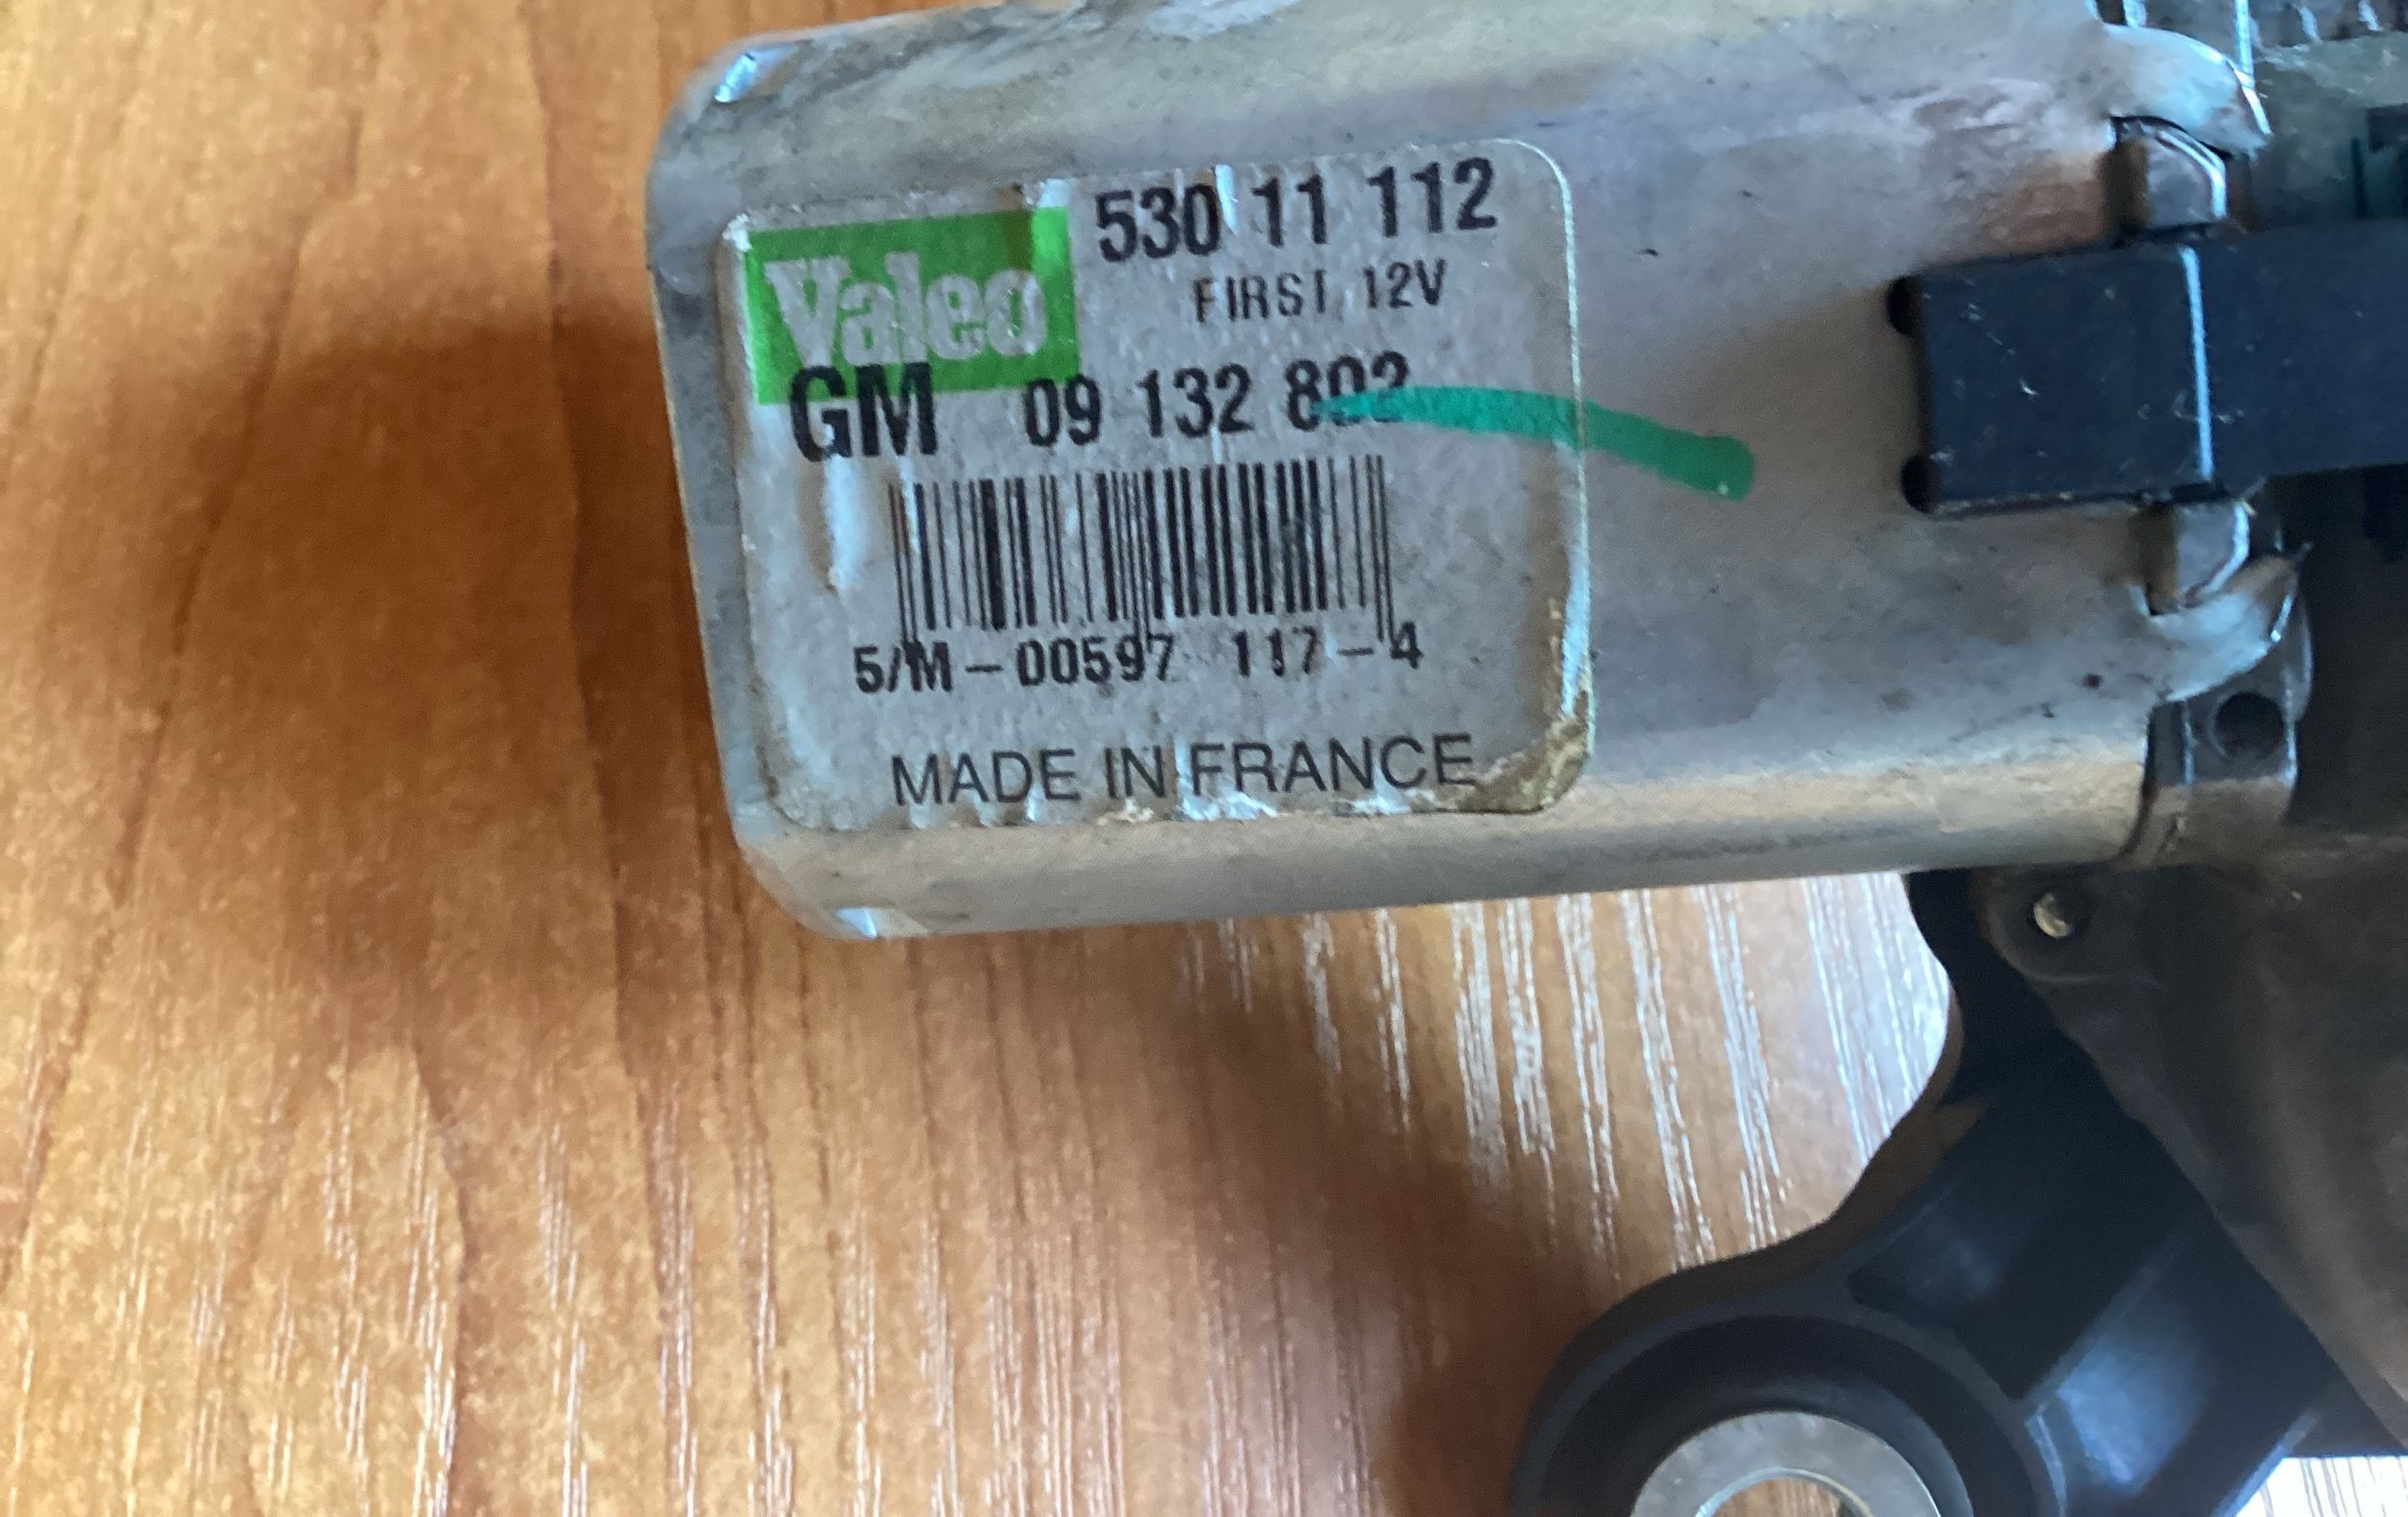 Valeo 530 11 112
FIRST 12V
GM 09 132 802
5/M-00597 117-4
MADE IN FRANCE